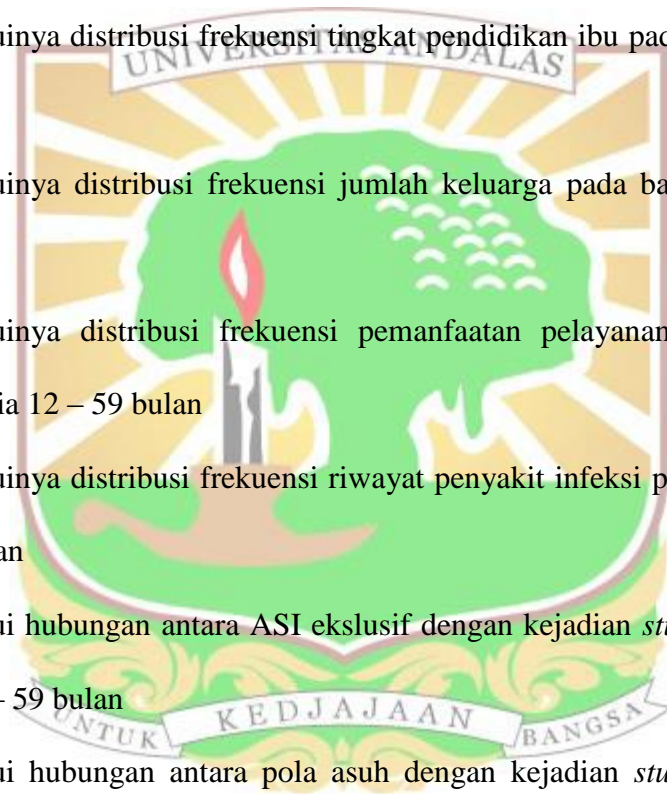 uinya distribusi frekuensi tingkat pendidikan ibu pad
UNIVERSITAS ANDALAS
uinya distribusi frekuensi jumlah keluarga pada ba
uinya distribusi frekuensi pemanfaatan pelayanan
ia 12 – 59 bulan
uinya distribusi frekuensi riwayat penyakit infeksi p
an
ui hubungan antara ASI ekslusif dengan kejadian stu
– 59 bulan
UNTUK KEDJAJAAN BANGSA
ui hubungan antara pola asuh dengan kejadian stu